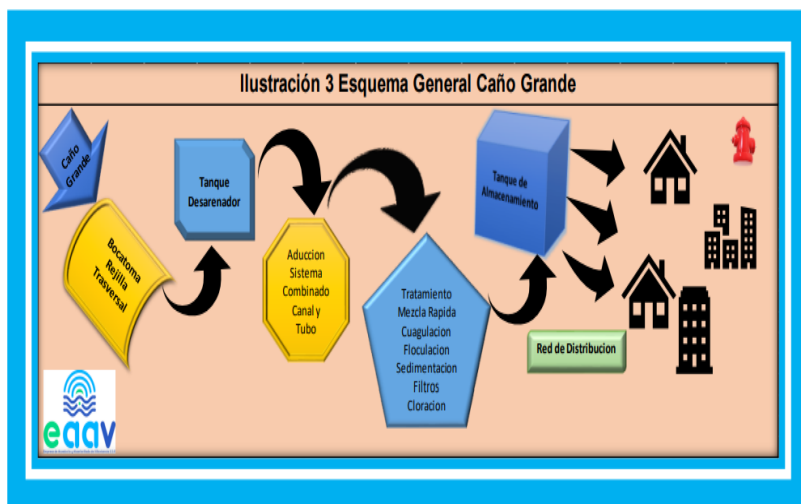 Ilustración 3 Esquema General Caño Grande
Caño
Grande
Bocatoma
Rejilla
Trasversal
Tanque
Desarenador
Aduccion
Sistema
Combinado
Canal y
Tubo
Tratamiento
Mezcla Rapida
Cuagulacion
Floculacion
Sedimentacion
Filtros
Cloracion
Tanque de
Almacenamiento
Red de Distribucion
eaav